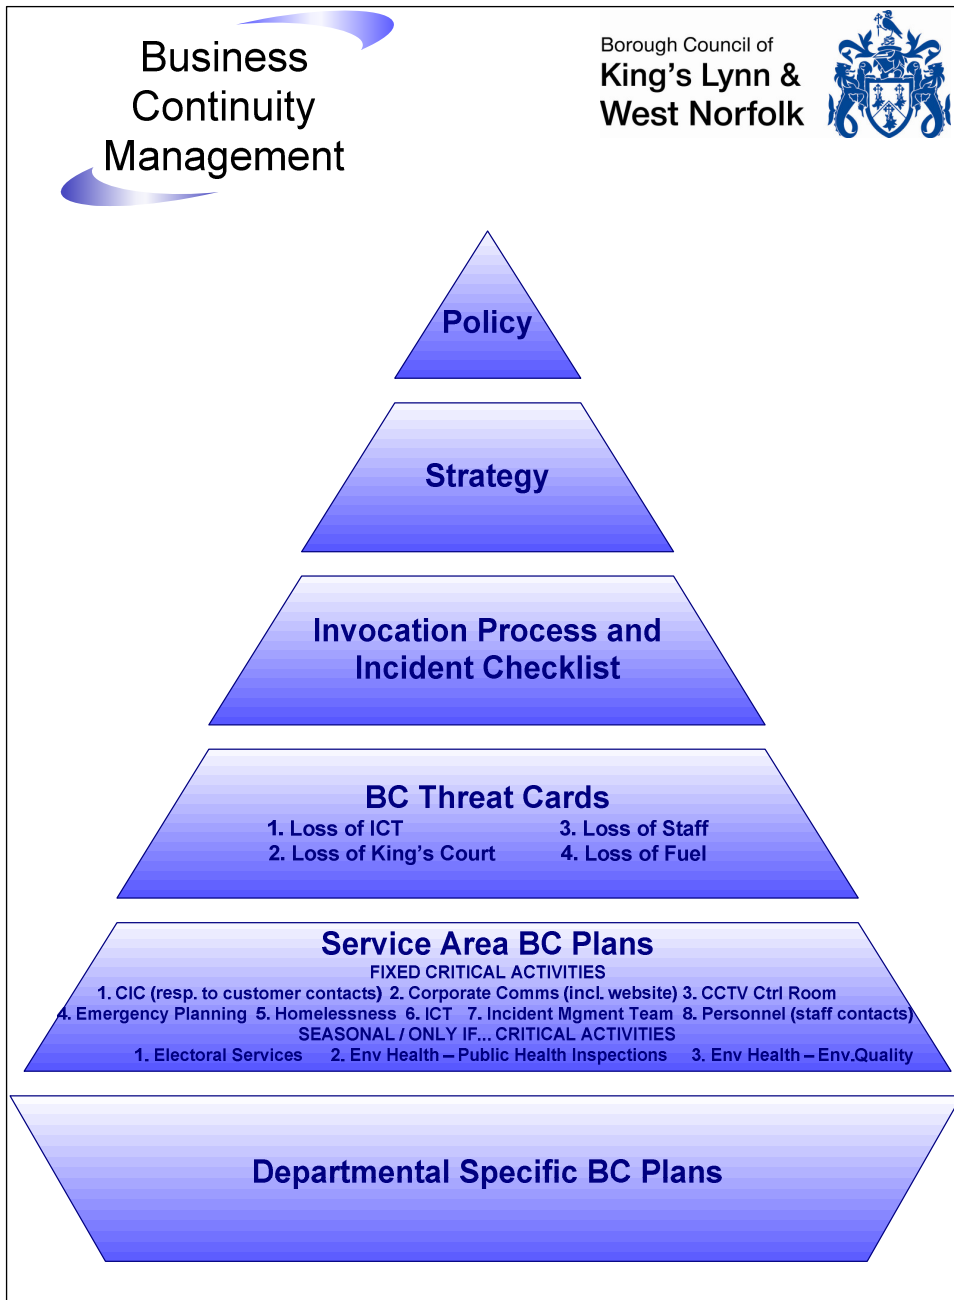 Business
Continuity
Management
Borough Council of
King's Lynn &
West Norfolk
Policy
Strategy
Invocation Process and
Incident Checklist
BC Threat Cards
1. Loss of ICT 3. Loss of Staff
2. Loss of King's Court 4. Loss of Fuel
Service Area BC Plans
FIXED CRITICAL ACTIVITIES
1. CIC (resp. to customer contacts) 2. Corporate Comms (incl. website) 3. CCTV Ctrl Room
4. Emergency Planning 5. Homelessness 6. ICT 7. Incident Mgment Team 8. Personnel (staff contacts)
SEASONAL / ONLY IF... CRITICAL ACTIVITIES
1. Electoral Services 2. Env Health – Public Health Inspections 3. Env Health – Env.Quality
Departmental Specific BC Plans